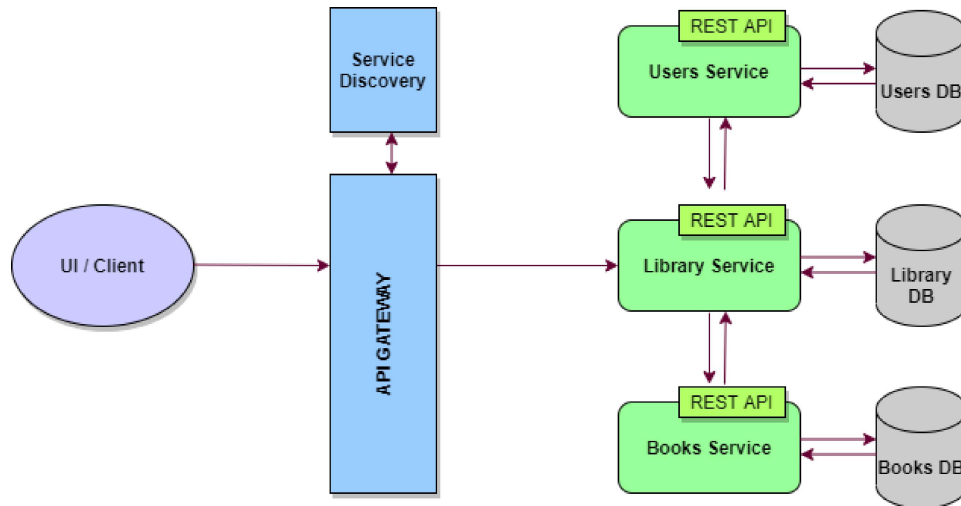 Service
Discovery
UI / Client
API GATEWAY
REST API
Users Service
Users DB
REST API
Library Service
Library
DB
REST API
Books Service
Books DB